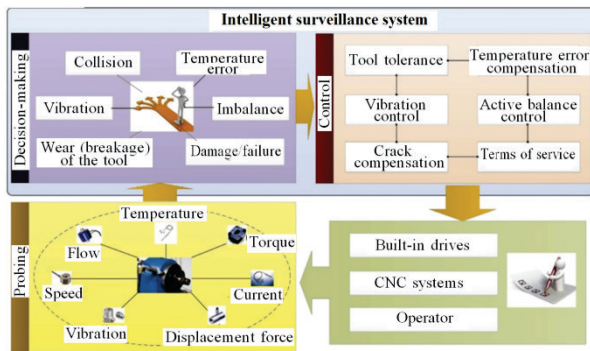 Intelligent surveillance system
Decision-making
Collision
Temperature
error
Vibration
Imbalance
Wear (breakage)
of the tool
Damage/failure
Control
Tool tolerance
Temperature error
compensation
Vibration
control
Active balance
control
Crack
compensation
Terms of service
Probing
Temperature
Flow
Torque
Speed
Current
Vibration
Displacement force
Built-in drives
CNC systems
Operator